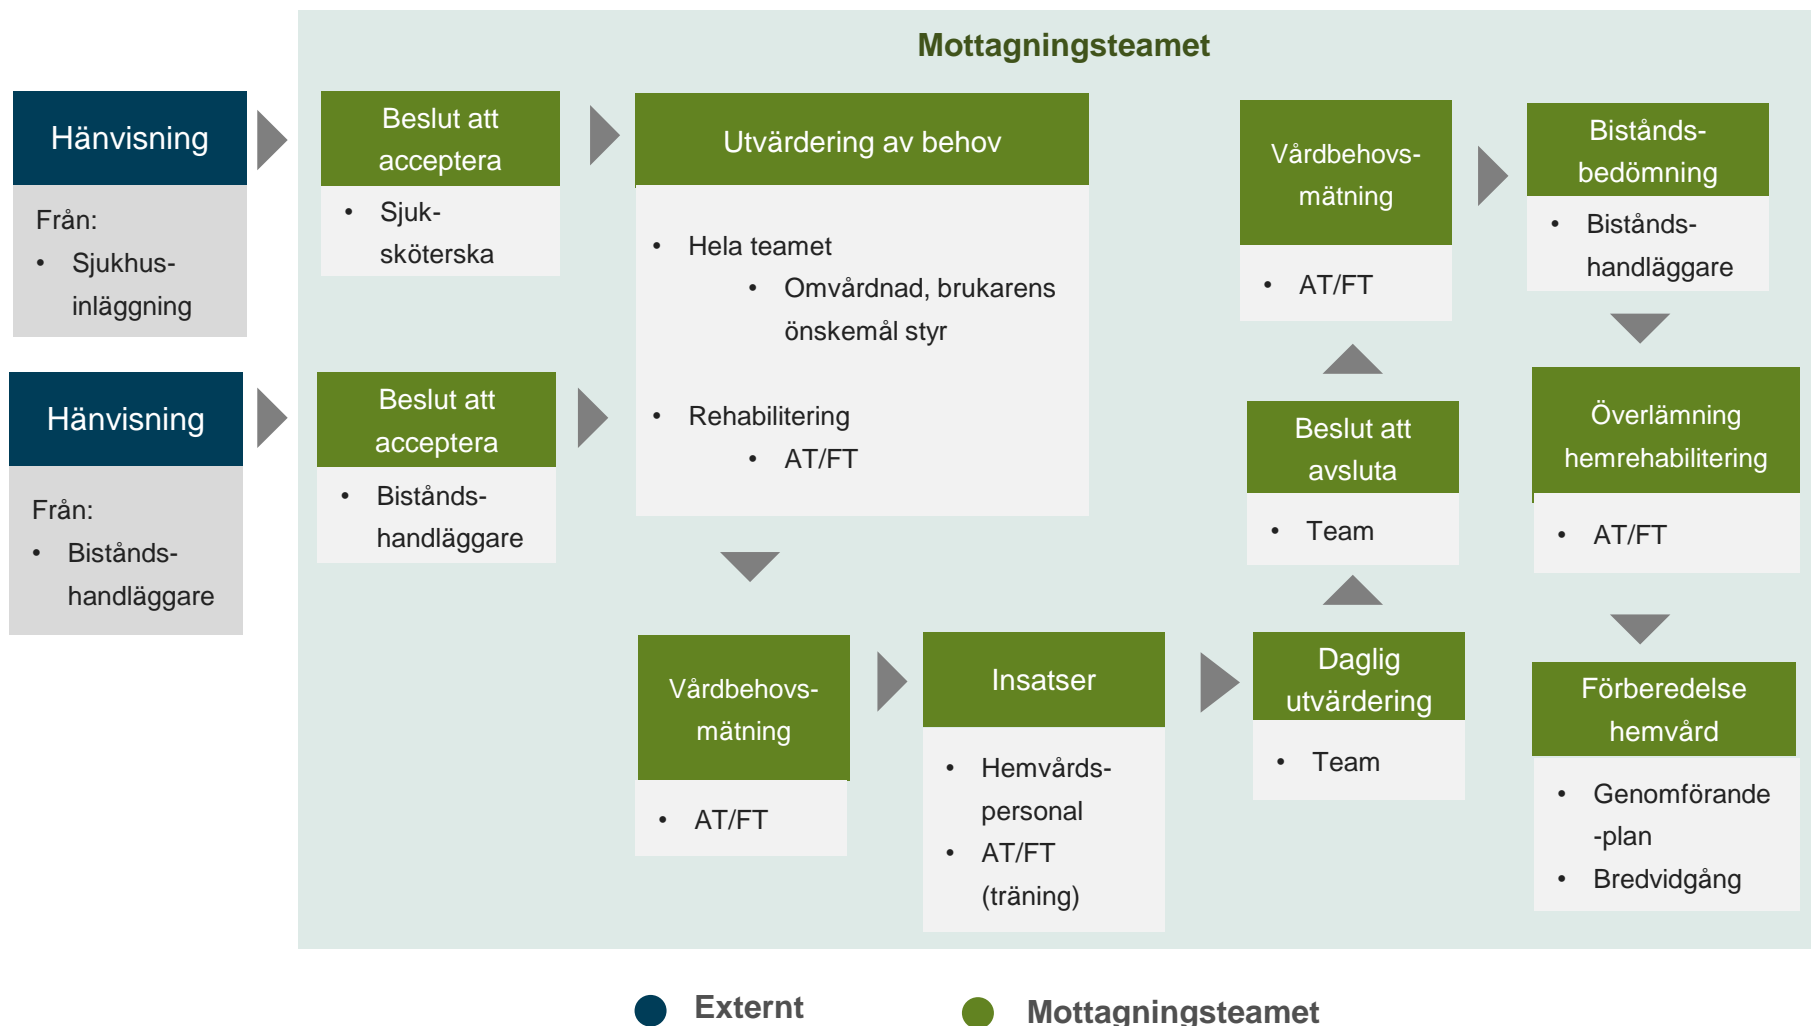 Mottagningsteamet
Hänvisning
Från:
• Sjukhus-
inläggning
Beslut att
acceptera
• Sjuk-
sköterska
Hänvisning
Från:
• Bistånds-
handläggare
Beslut att
acceptera
• Bistånds-
handläggare
Utvärdering av behov
• Hela teamet
• Omvårdnad, brukarens
önskemål styr
• Rehabilitering
• AT/FT
Vårdbehovs-
mätning
• AT/FT
Insatser
• Hemvårds-
personal
• AT/FT
(träning)
Daglig
utvärdering
• Team
Beslut att
avsluta
• Team
Vårdbehovs-
mätning
• AT/FT
Bistånds-
bedömning
• Bistånds-
handläggare
Överlämning
hemrehabilitering
• AT/FT
Förberedelse
hemvård
• Genomförande
-plan
• Bredvidgång
Externt
Mottagningsteamet